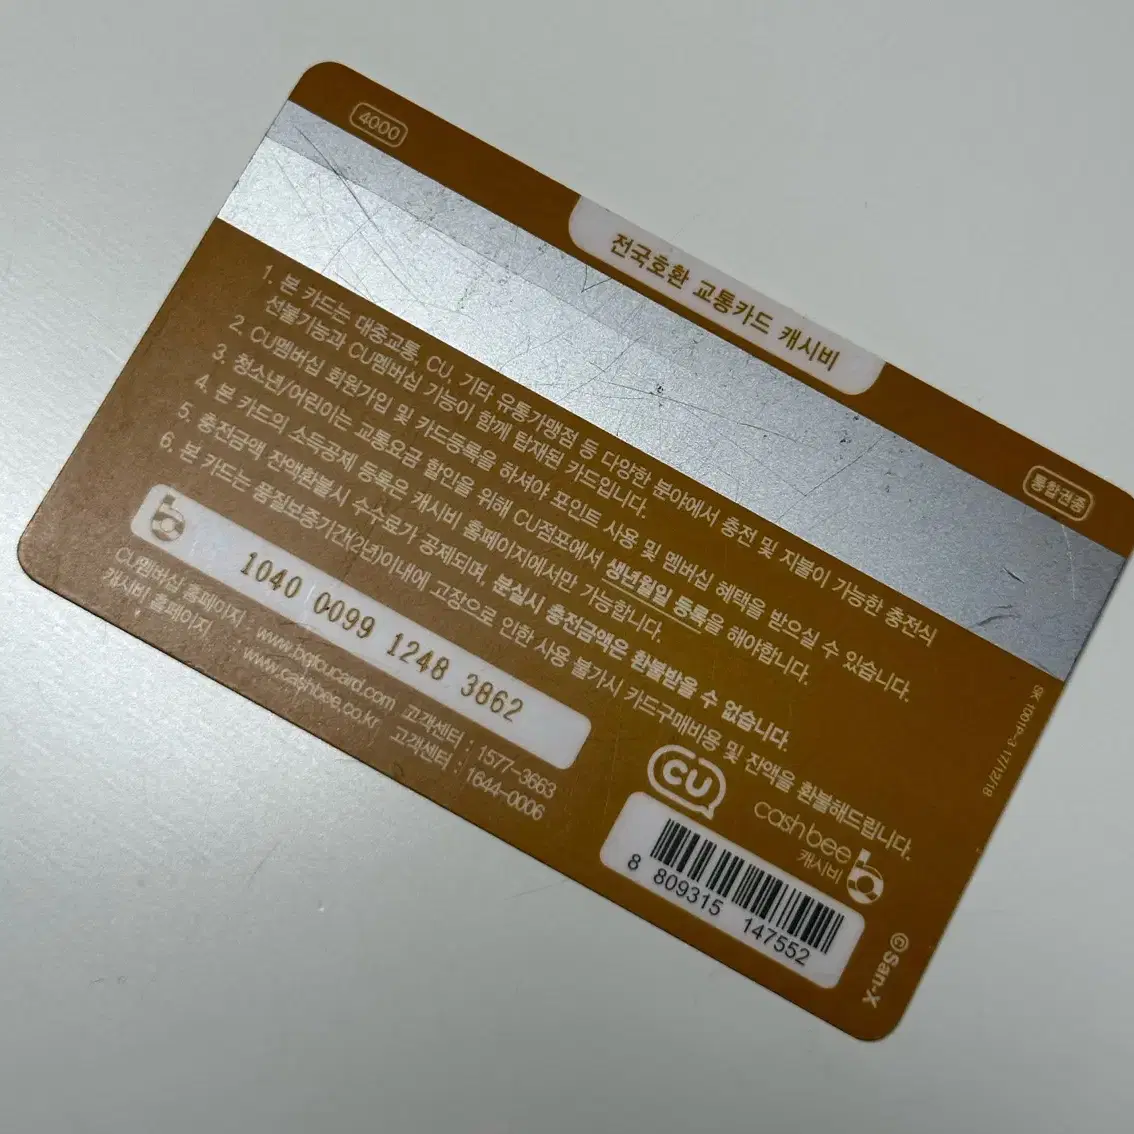 4000
전국호환 교통카드 캐시비
통합권종
1. 본 카드는 대중교통, CU, 기타 유통가맹점 등 다양한 분야에서 충전 및 지불이 가능한 충전식
선불기능과 CU멤버십 기능이 함께 탑재된 카드입니다.
2. CU멤버십 회원가입 및 카드등록을 하셔야 포인트 사용 및 멤버십 혜택을 받으실 수 있습니다.
3. 청소년/어린이는 교통요금 할인을 위해 CU점포에서 생년월일 등록을 해야합니다.
4. 본 카드의 소득공제 등록은 캐시비 홈페이지에서만 가능합니다.
5. 충전금액 잔액환불시 수수료가 공제되며, 분실시 충전금액은 환불받을 수 없습니다.
6. 본 카드는 품질보증기간(2년)이내에 고장으로 인한 사용 불가시 카드구매비용 및 잔액을 환불해드립니다.
1040 0099 1248 3862
CU멤버십 홈페이지 : www.bgfcucard.com 고객센터 : 1577-3663
캐시비 홈페이지 : www.cashbee.co.kr 고객센터 : 1644-0006
CU
cashbee
캐시비
8 809315 147552
©San-X